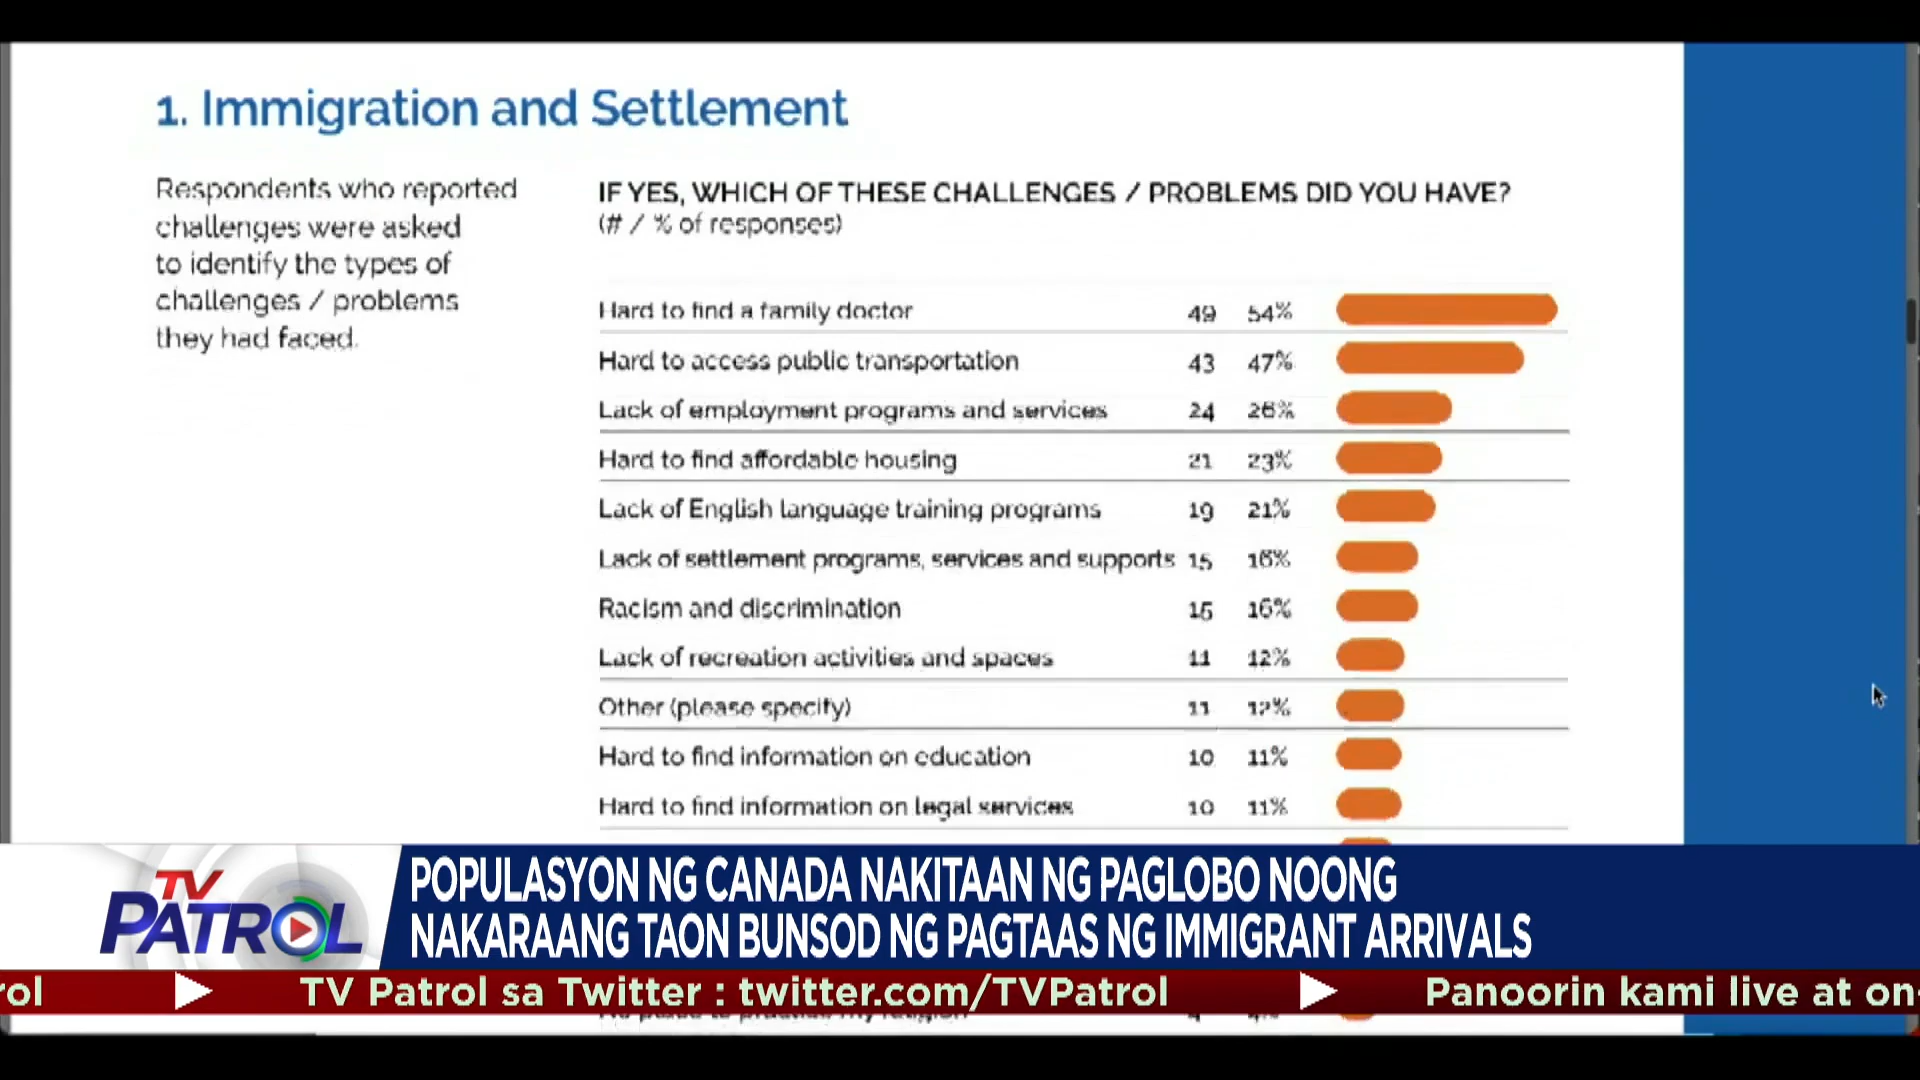 1. Immigration and Settlement
Respondents who reported
challenges were asked
to identify the types of
challenges / problems
they had faced.
IF YES, WHICH OF THESE CHALLENGES / PROBLEMS DID YOU HAVE?
(# / % of responses)
Hard to find a family doctor 49 54%
Hard to access public transportation 43 47%
Lack of employment programs and services 24 26%
Hard to find affordable housing 21 23%
Lack of English language training programs 19 21%
Lack of settlement programs, services and supports 15 16%
Racism and discrimination 15 16%
Lack of recreation activities and spaces 11 12%
Other (please specify) 11 12%
Hard to find information on education 10 11%
Hard to find information on legal services 10 11%
TV
PATROL
POPULASYON NG CANADA NAKITAAN NG PAGLOBO NOONG
NAKARAANG TAON BUNSOD NG PAGTAAS NG IMMIGRANT ARRIVALS
rol TV Patrol sa Twitter : twitter.com/TVPatrol Panoorin kami live at on-